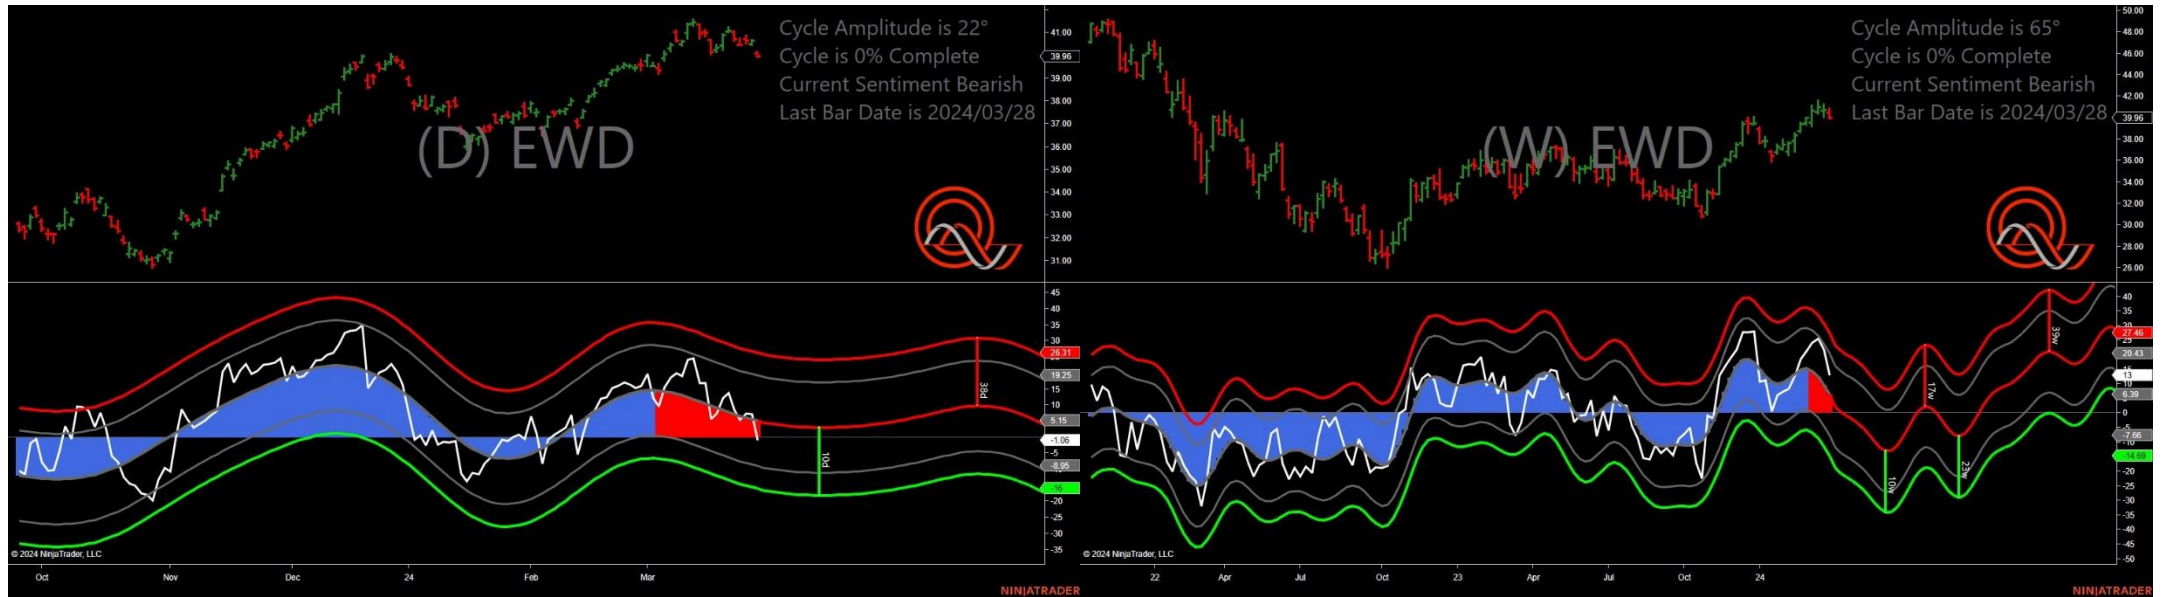 Cycle Amplitude is 22°
Cycle is 0% Complete
Current Sentiment Bearish
Last Bar Date is 2024/03/28
(D) EWD
41.00
39.96
39.00
38.00
37.00
36.00
35.00
34.00
33.00
32.00
31.00
45
40
35
30
28.31
19.25
15
10
5.15
-1.06
-5
-8.95
-16
-20
-25
-30
-35
38d
10d
© 2024 NinjaTrader, LLC
Oct Nov Dec 24 Feb Mar
NINJATRADER
Cycle Amplitude is 65°
Cycle is 0% Complete
Current Sentiment Bearish
Last Bar Date is 2024/03/28
(W) EWD
50.00
48.00
46.00
44.00
42.00
39.96
38.00
36.00
34.00
32.00
30.00
28.00
26.00
40
35
27.46
25
20.43
13
10
6.39
0
-7.66
-14.69
-20
-25
-30
-35
-40
-45
-50
39w
17w
10w
23w
© 2024 NinjaTrader, LLC
22 Apr Jul Oct 23 Apr Jul Oct 24
NINJATRADER